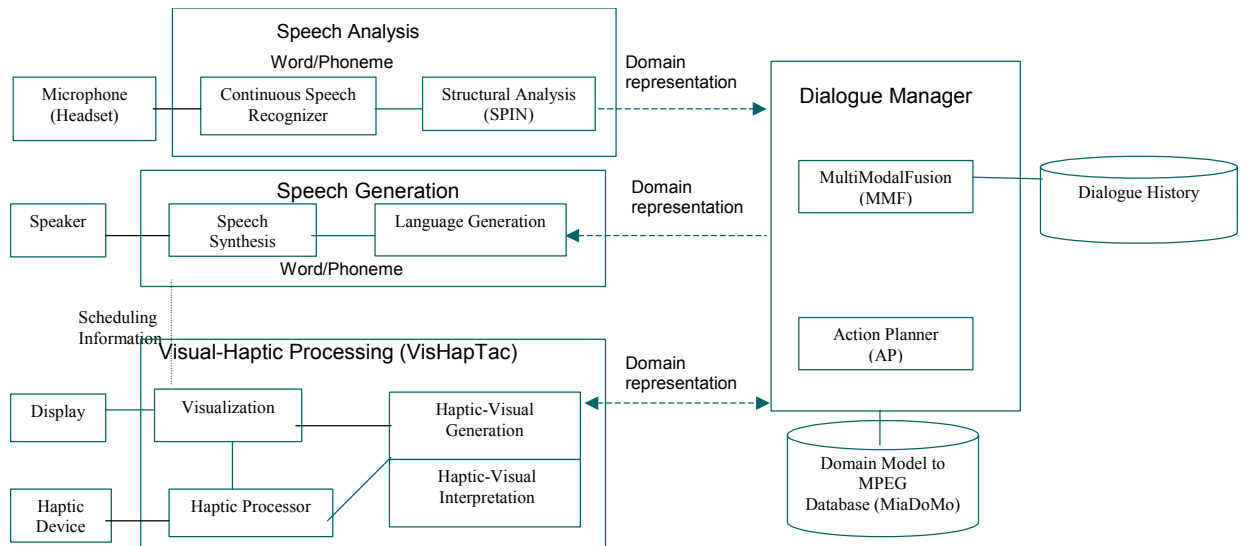 Speech Analysis
Word/Phoneme
Microphone
(Headset)
Continuous Speech
Recognizer
Structural Analysis
(SPIN)
Domain
representation
Dialogue Manager
MultiModalFusion
(MMF)
Dialogue History
Speech Generation
Speaker
Speech
Synthesis
Language Generation
Word/Phoneme
Domain
representation
Scheduling
Information
Action Planner
(AP)
Visual-Haptic Processing (VisHapTac)
Domain
representation
Display
Visualization
Haptic-Visual
Generation
Haptic-Visual
Interpretation
Haptic
Device
Haptic Processor
Domain Model to
MPEG
Database (MiaDoMo)